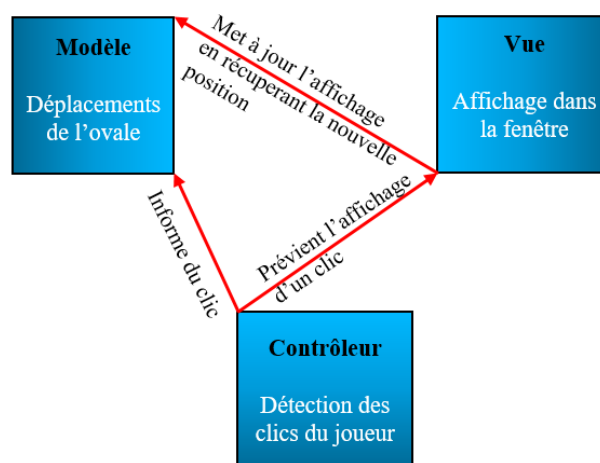 Modèle
Déplacements
de l’ovale
Met à jour l’affichage
en récuperant la nouvelle
position
Vue
Affichage dans
la fenêtre
Informe du clic
Prévient l’affichage
d’un clic
Contrôleur
Détection des
clics du joueur